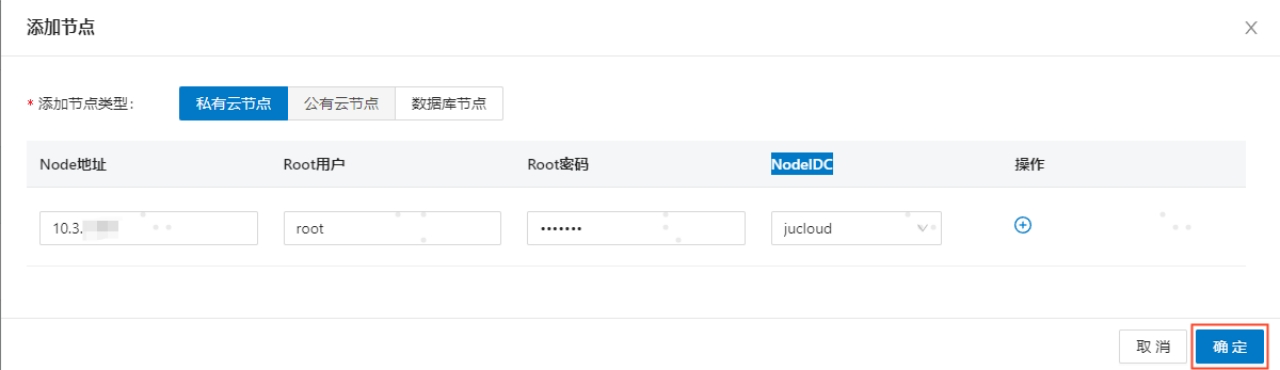 添加节点
* 添加节点类型: 私有云节点 公有云节点 数据库节点
Node地址 Root用户 Root密码 NodeIDC 操作
10.3. root ••••••• jucloud
取消 确定